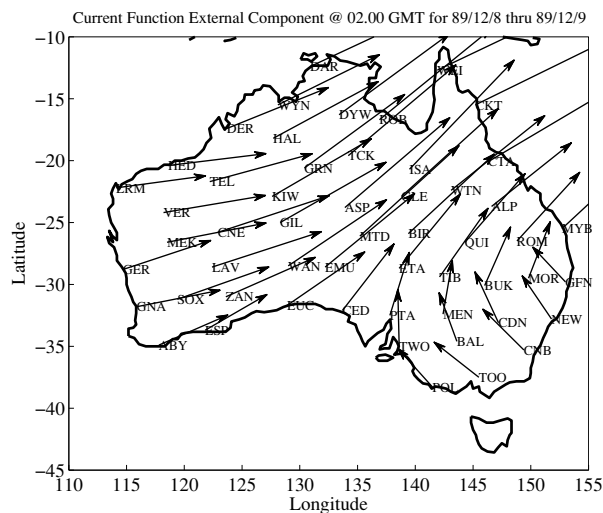 Current Function External Component @ 02.00 GMT for 89/12/8 thru 89/12/9
−10
DAR
WEI
WYN
CKT
−15
DYW
ROB
DER
HAL
TCK
HED
GRN
ISA
CTA
−20
TEL
ERM
KIW
CLE
WTN
VER
ASP
ALP
GIL
−25
CNE
BIR
MYB
MEK
MTD
QUI
ROM
GER
LAV
WAN
EMU
ETA
TIB
MOR
BUK
GFN
−30
SOX
ZAN
GNA
EUC
CED
PTA
MEN
CDN
NEW
ESP
ABY
TWO
BAL
CNB
−35
TOO
POL
−40
−45
110
115
120
125
130
135
140
145
150
155
Longitude
Latitude